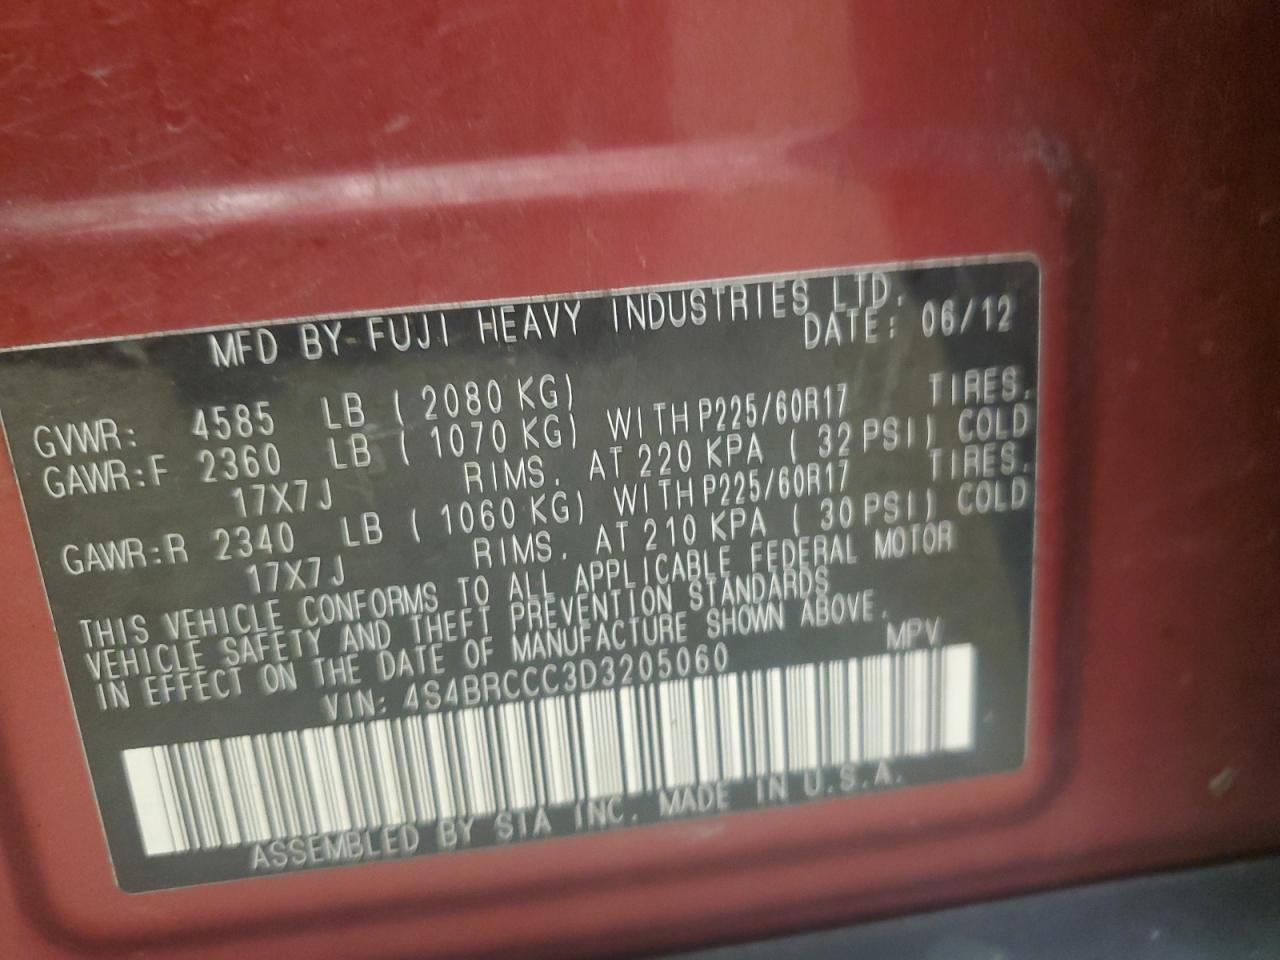 MFD BY FUJI HEAVY INDUSTRIES LTD.
DATE: 06/12
GVWR: 4585 LB ( 2080 KG)
GAWR:F 2360 LB ( 1070 KG) WITH P225/60R17 TIRES.
17X7J RIMS. AT 220 KPA ( 32 PSI) COLD
GAWR:R 2340 LB ( 1060 KG) WITH P225/60R17 TIRES.
17X7J RIMS. AT 210 KPA ( 30 PSI) COLD
THIS VEHICLE CONFORMS TO ALL APPLICABLE FEDERAL MOTOR
VEHICLE SAFETY AND THEFT PREVENTION STANDARDS
IN EFFECT ON THE DATE OF MANUFACTURE SHOWN ABOVE.
VIN: 4S4BRCCC3D3205060 MPV
ASSEMBLED BY STA INC. MADE IN U.S.A.